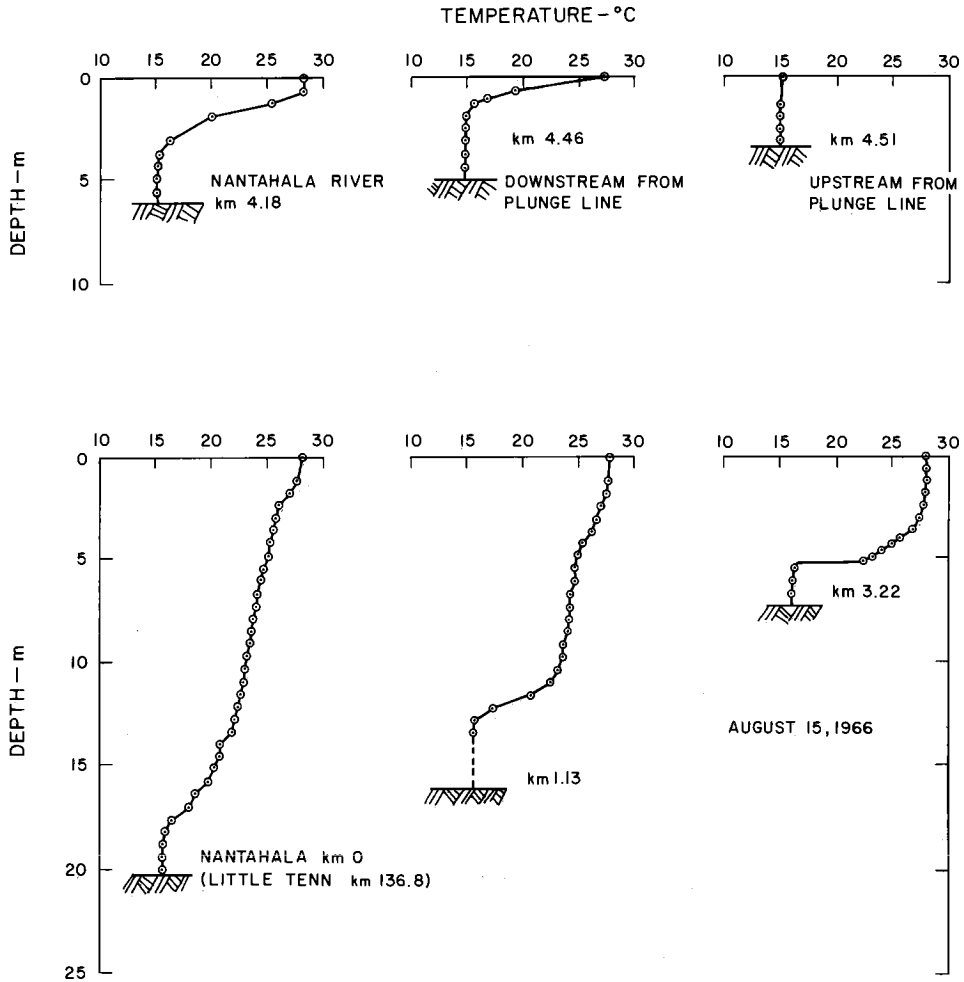 TEMPERATURE-°C
10 15 20 25 30
10 15 20 25 30
10 15 20 25 30
0
5
10
DEPTH-m
NANTAHALA RIVER
km 4.18
km 4.46
DOWNSTREAM FROM
PLUNGE LINE
km 4.51
UPSTREAM FROM
PLUNGE LINE
10 15 20 25 30
10 15 20 25 30
10 15 20 25 30
0
5
10
15
20
25
DEPTH-m
NANTAHALA km 0
(LITTLE TENN km 136.8)
km 1.13
km 3.22
AUGUST 15, 1966